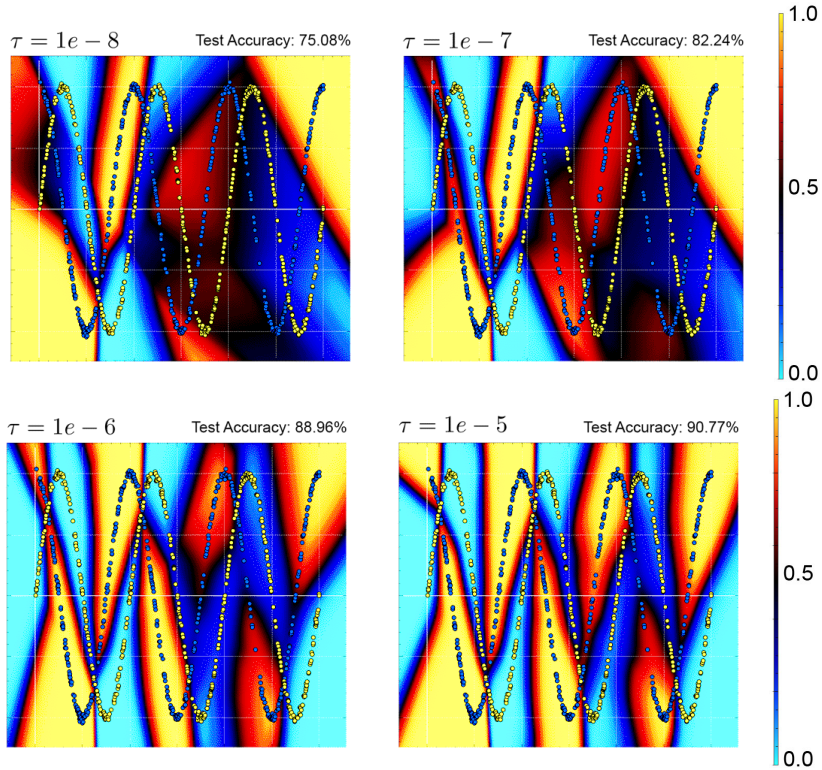 τ = 1e − 8 Test Accuracy: 75.08%
τ = 1e − 7 Test Accuracy: 82.24%
1.0
0.5
0.0
τ = 1e − 6 Test Accuracy: 88.96%
τ = 1e − 5 Test Accuracy: 90.77%
1.0
0.5
0.0